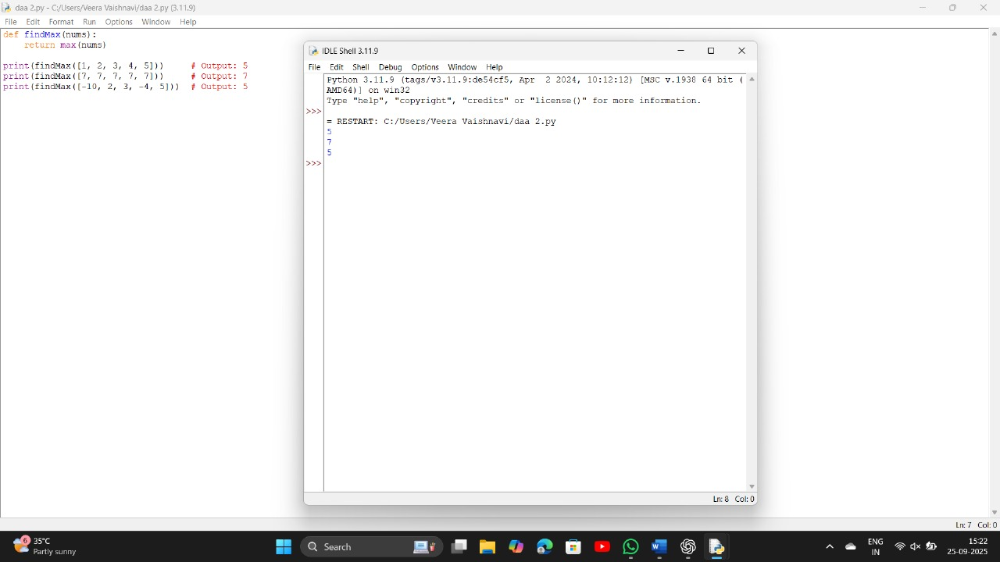 daa 2.py - C:/Users/Veera Vaishnavi/daa 2.py (3.11.9)
File Edit Format Run Options Window Help
def findMax(nums):
    return max(nums)

print(findMax([1, 2, 3, 4, 5]))     # Output: 5
print(findMax([7, 7, 7, 7, 7]))     # Output: 7
print(findMax([-10, 2, 3, -4, 5]))  # Output: 5
IDLE Shell 3.11.9
File Edit Shell Debug Options Window Help
Python 3.11.9 (tags/v3.11.9:de54cf5, Apr  2 2024, 10:12:12) [MSC v.1938 64 bit (
AMD64)] on win32
Type "help", "copyright", "credits" or "license()" for more information.
>>>
= RESTART: C:/Users/Veera Vaishnavi/daa 2.py
5
7
5
>>>
Ln: 8 Col: 0
Ln: 7 Col: 0
6
35°C
Partly sunny
Search
ENG
IN
15:22
25-09-2025